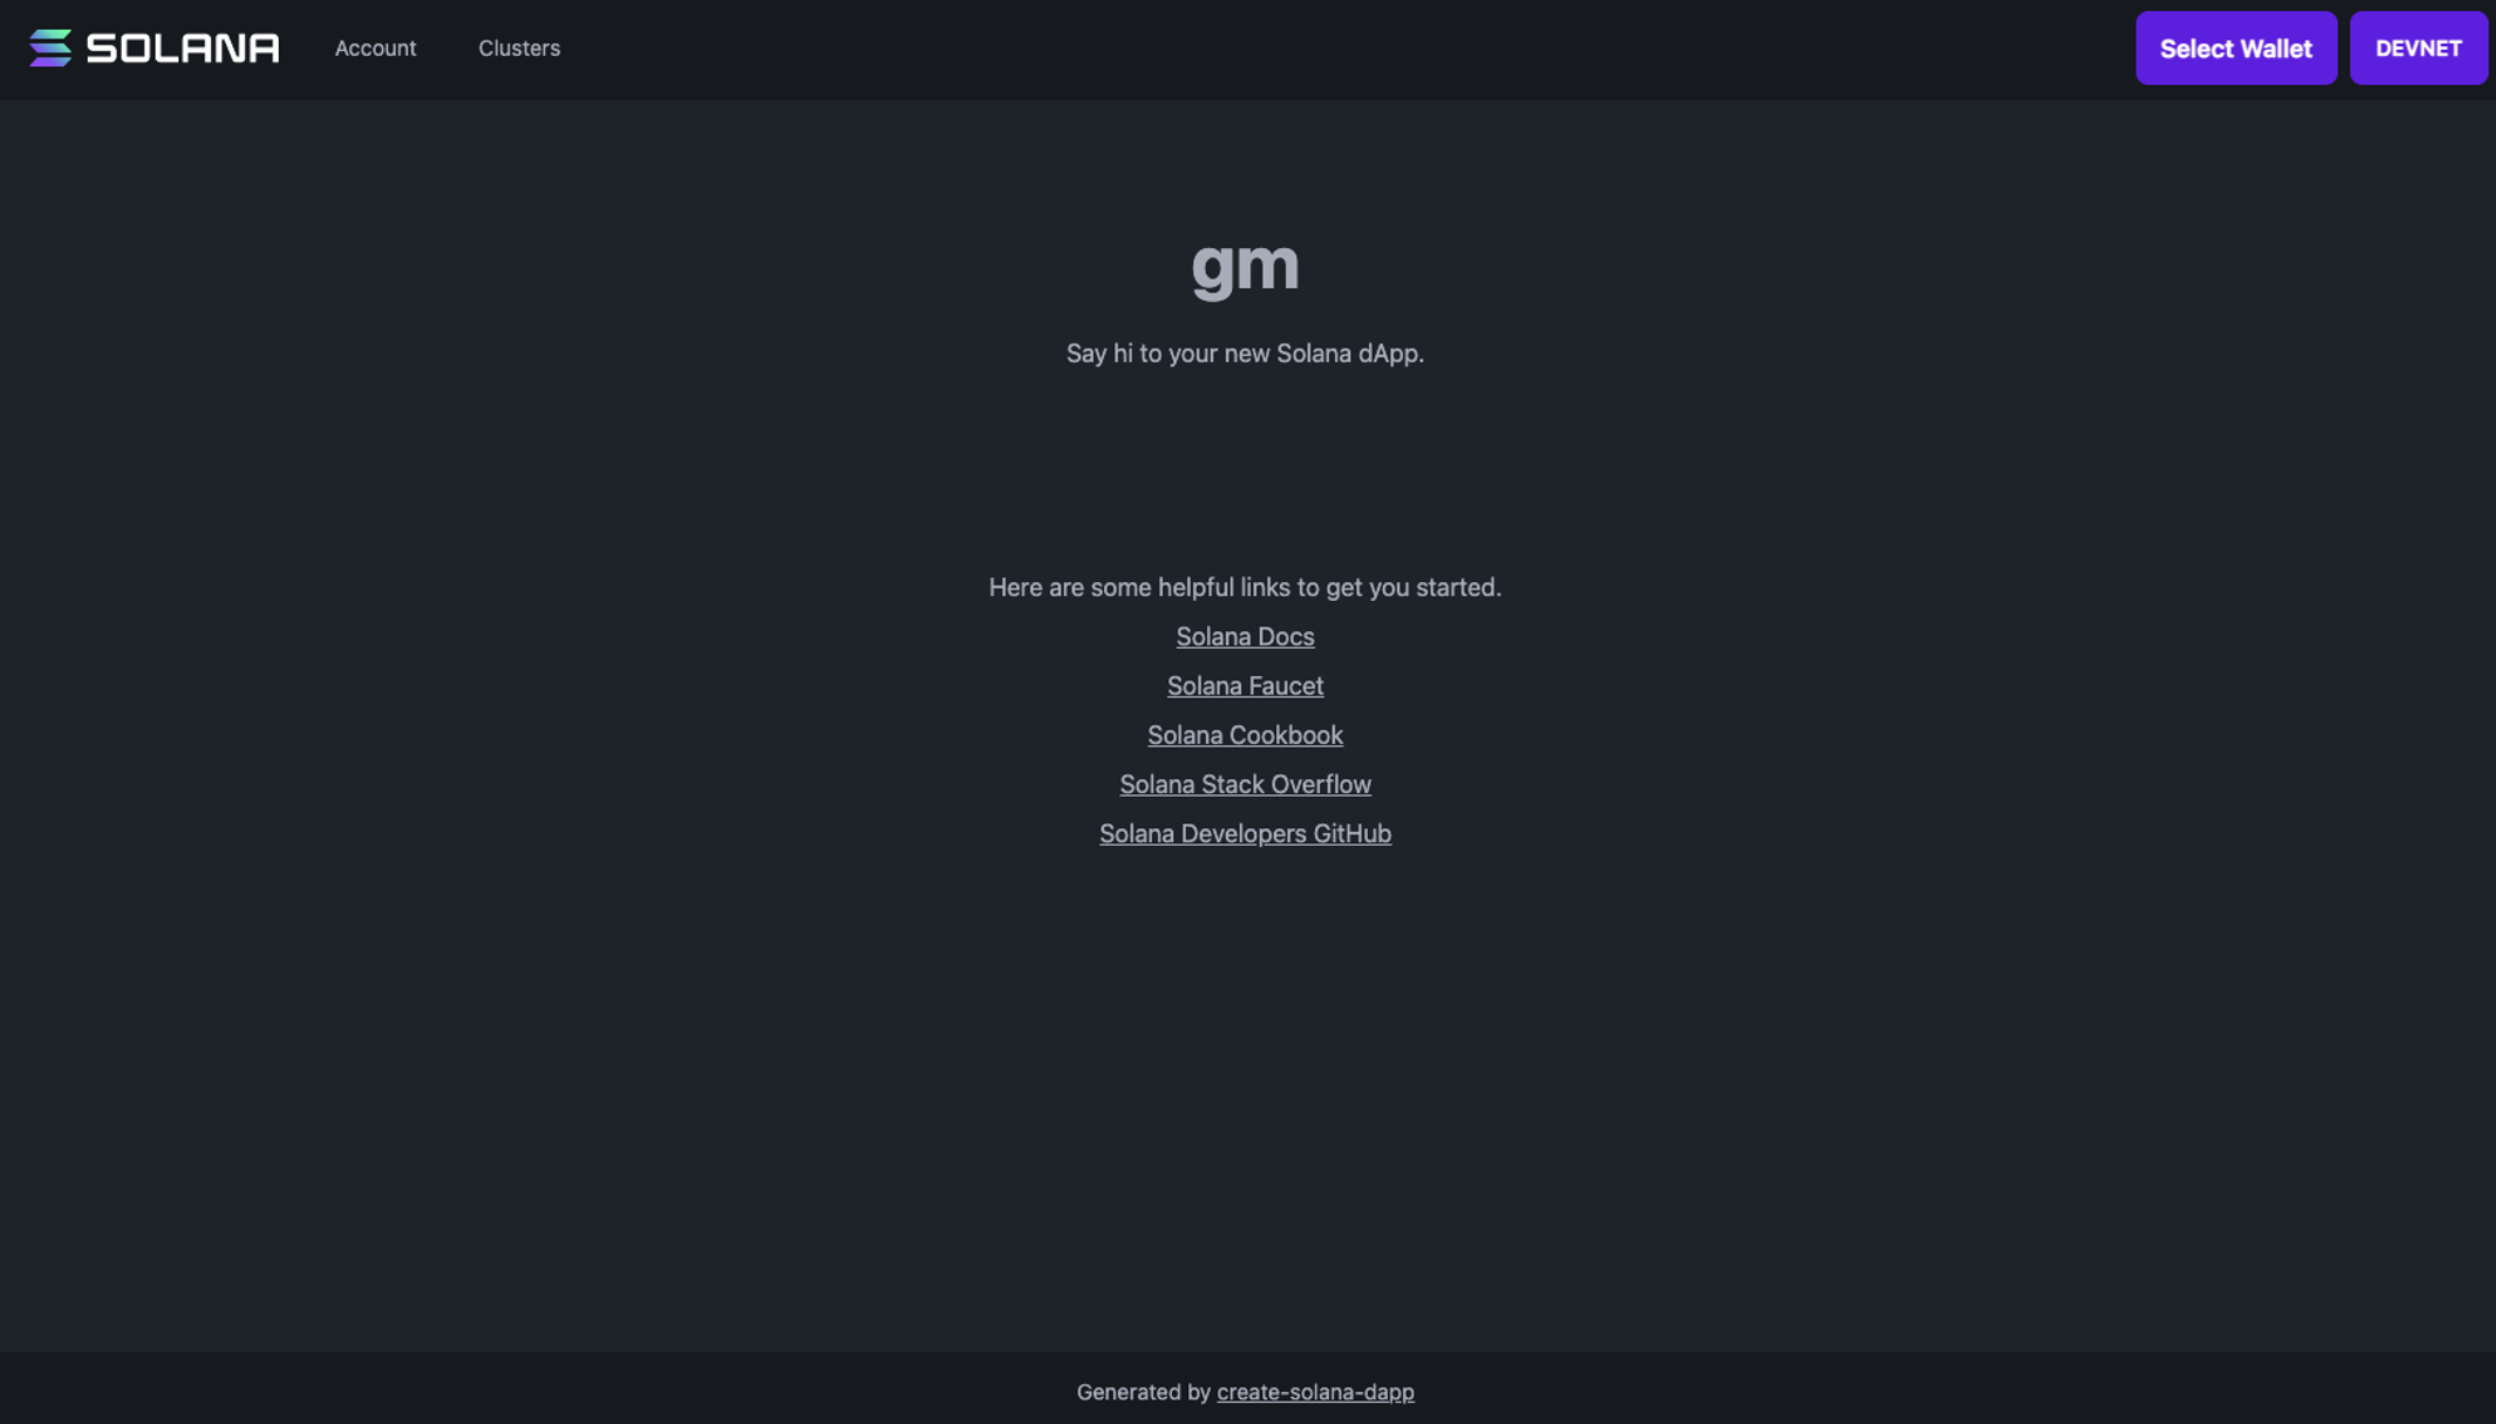 SOLANA Account Clusters Select Wallet DEVNET
gm
Say hi to your new Solana dApp.
Here are some helpful links to get you started.
Solana Docs
Solana Faucet
Solana Cookbook
Solana Stack Overflow
Solana Developers GitHub
Generated by create-solana-dapp